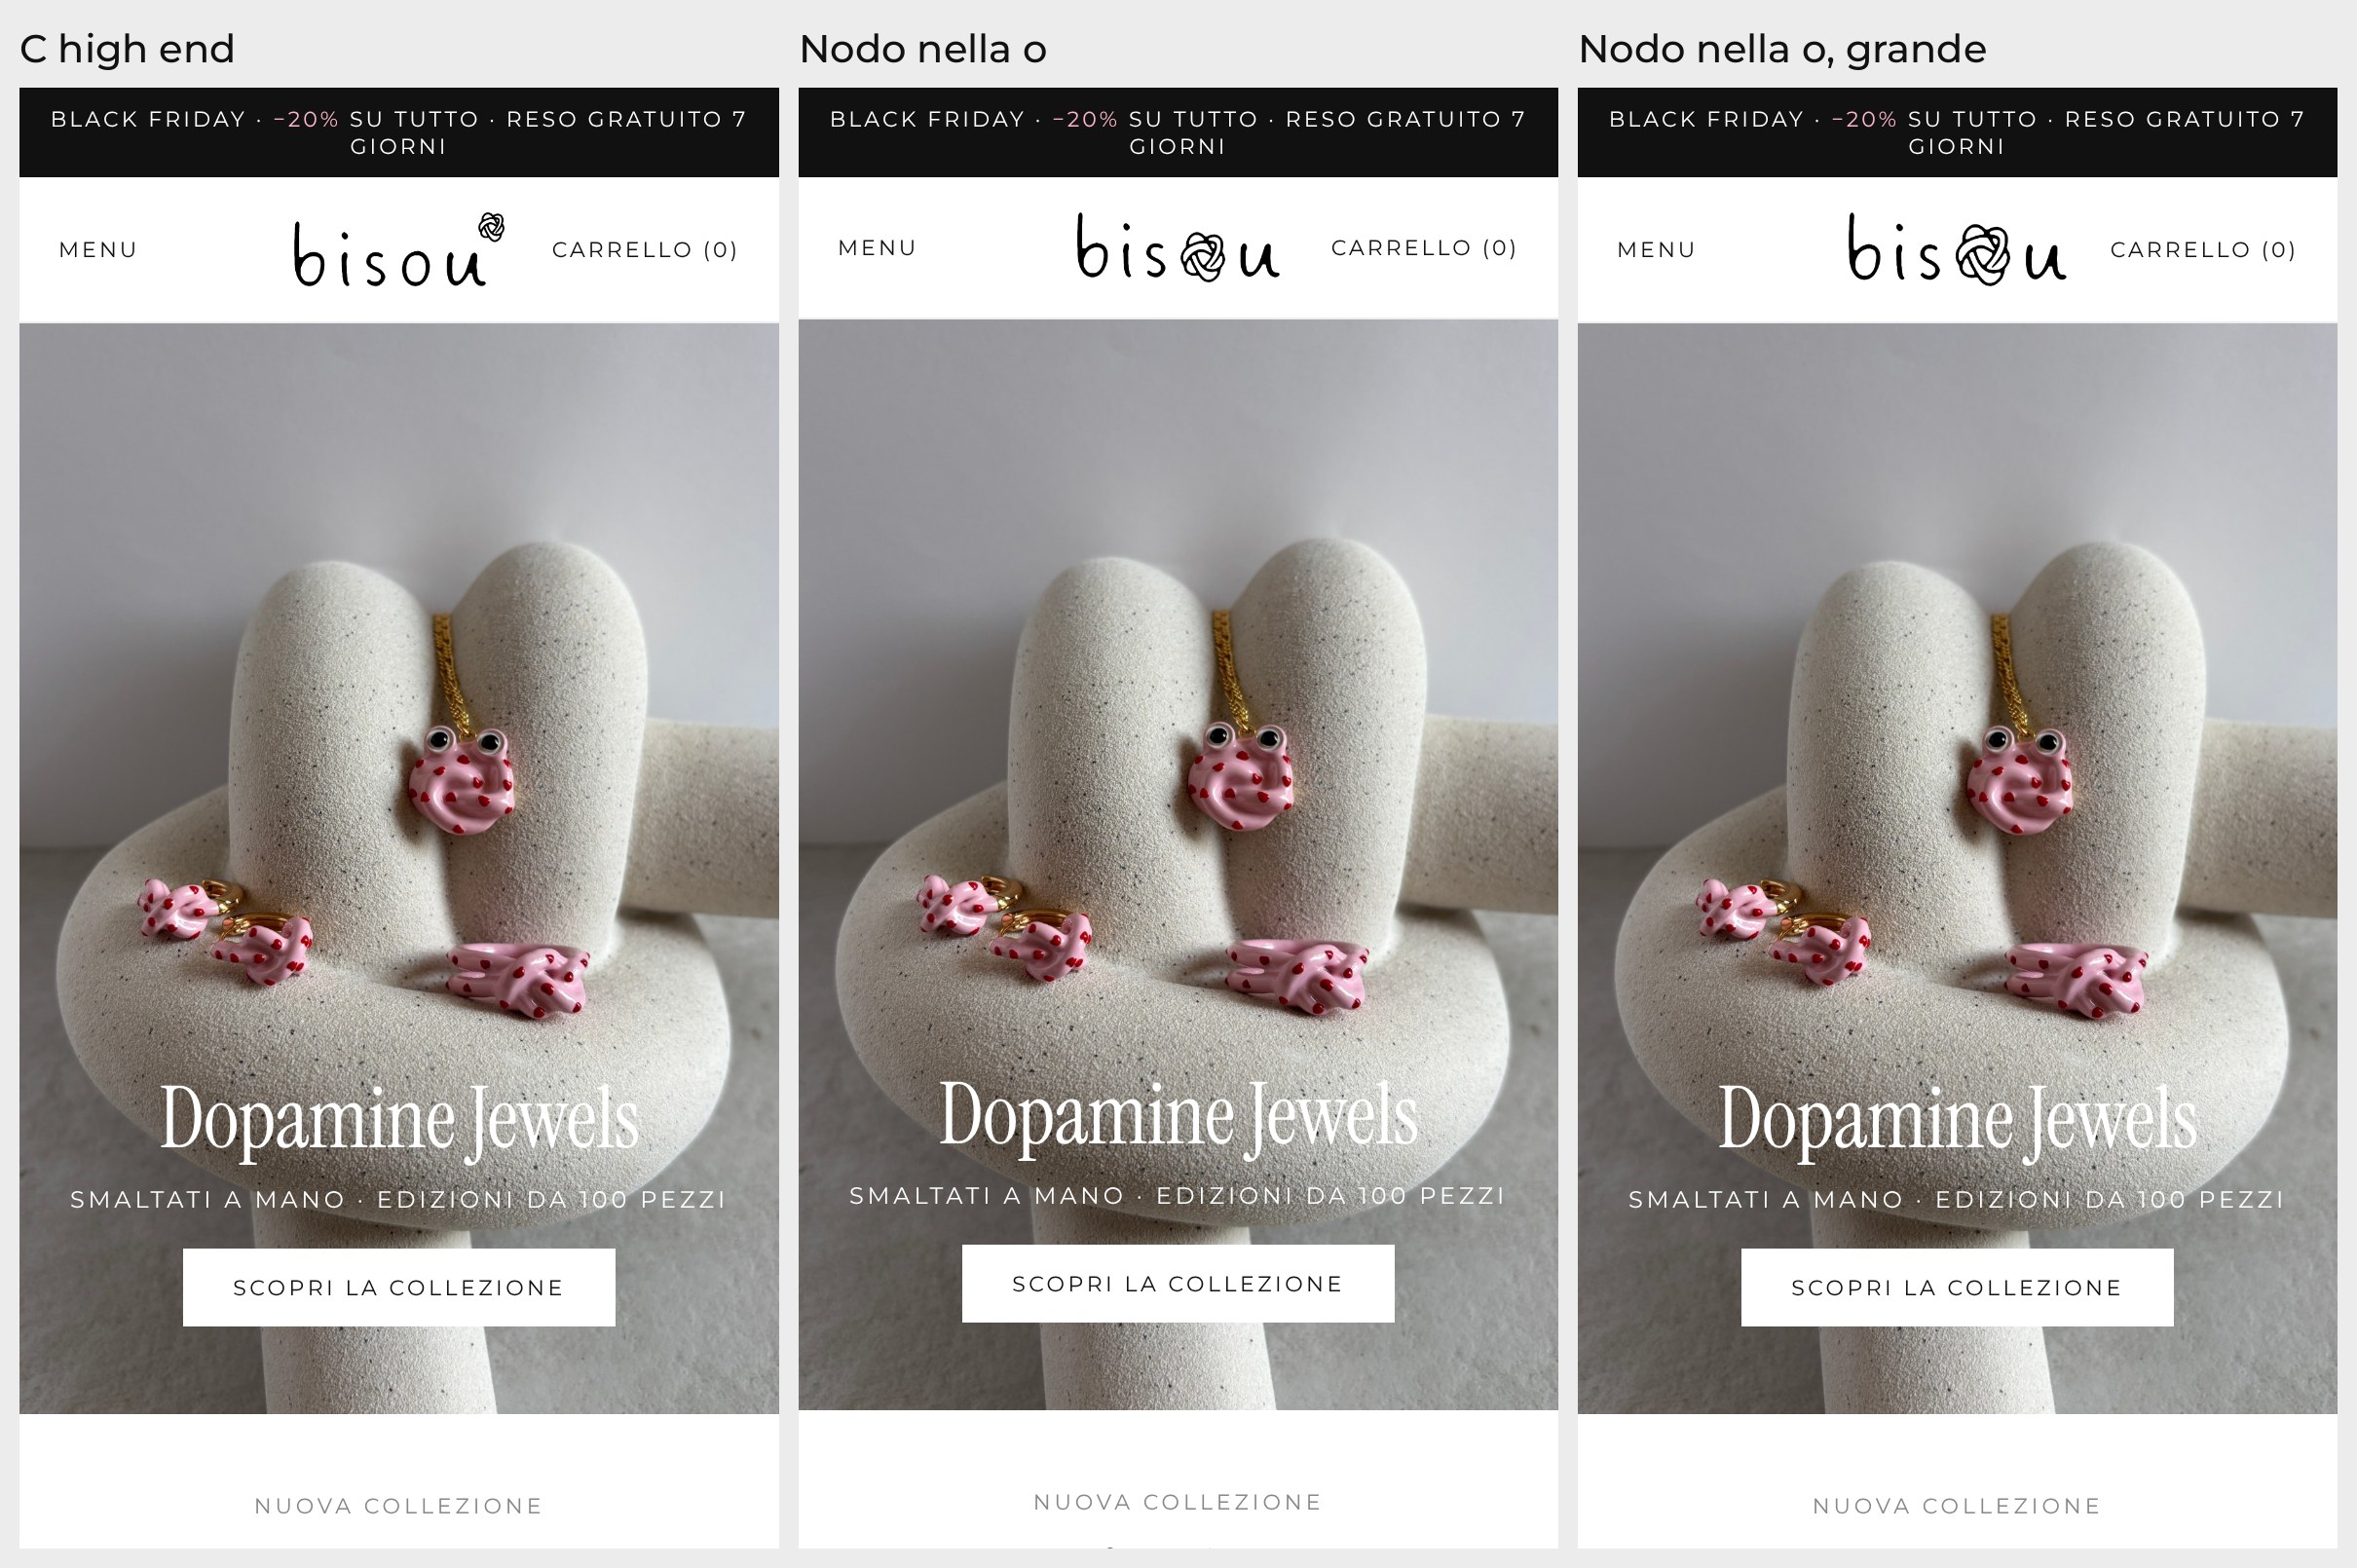 C high end
BLACK FRIDAY · −20% SU TUTTO · RESO GRATUITO 7
GIORNI
MENU
bisou
CARRELLO (0)
Dopamine Jewels
SMALTATI A MANO · EDIZIONI DA 100 PEZZI
SCOPRI LA COLLEZIONE
NUOVA COLLEZIONE
Nodo nella o
BLACK FRIDAY · −20% SU TUTTO · RESO GRATUITO 7
GIORNI
MENU
bisou
CARRELLO (0)
Dopamine Jewels
SMALTATI A MANO · EDIZIONI DA 100 PEZZI
SCOPRI LA COLLEZIONE
NUOVA COLLEZIONE
Nodo nella o, grande
BLACK FRIDAY · −20% SU TUTTO · RESO GRATUITO 7
GIORNI
MENU
bisou
CARRELLO (0)
Dopamine Jewels
SMALTATI A MANO · EDIZIONI DA 100 PEZZI
SCOPRI LA COLLEZIONE
NUOVA COLLEZIONE